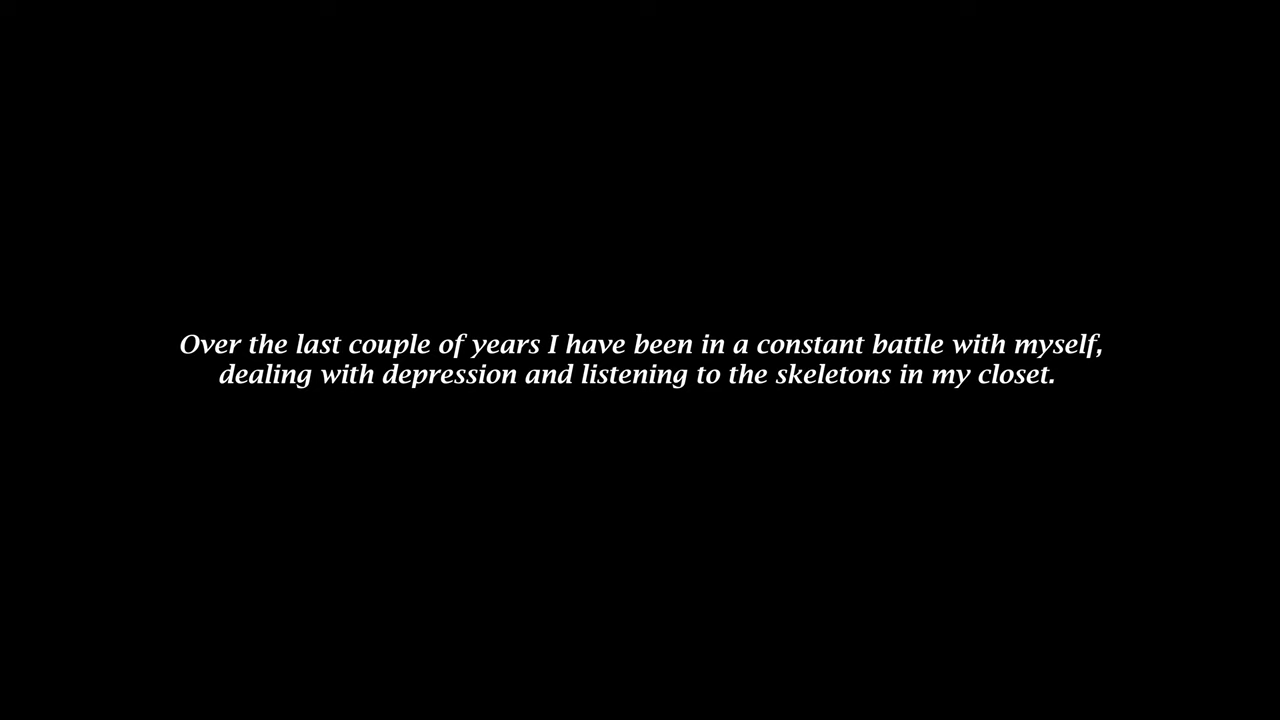 Over the last couple of years I have been in a constant battle with myself,
dealing with depression and listening to the skeletons in my closet.